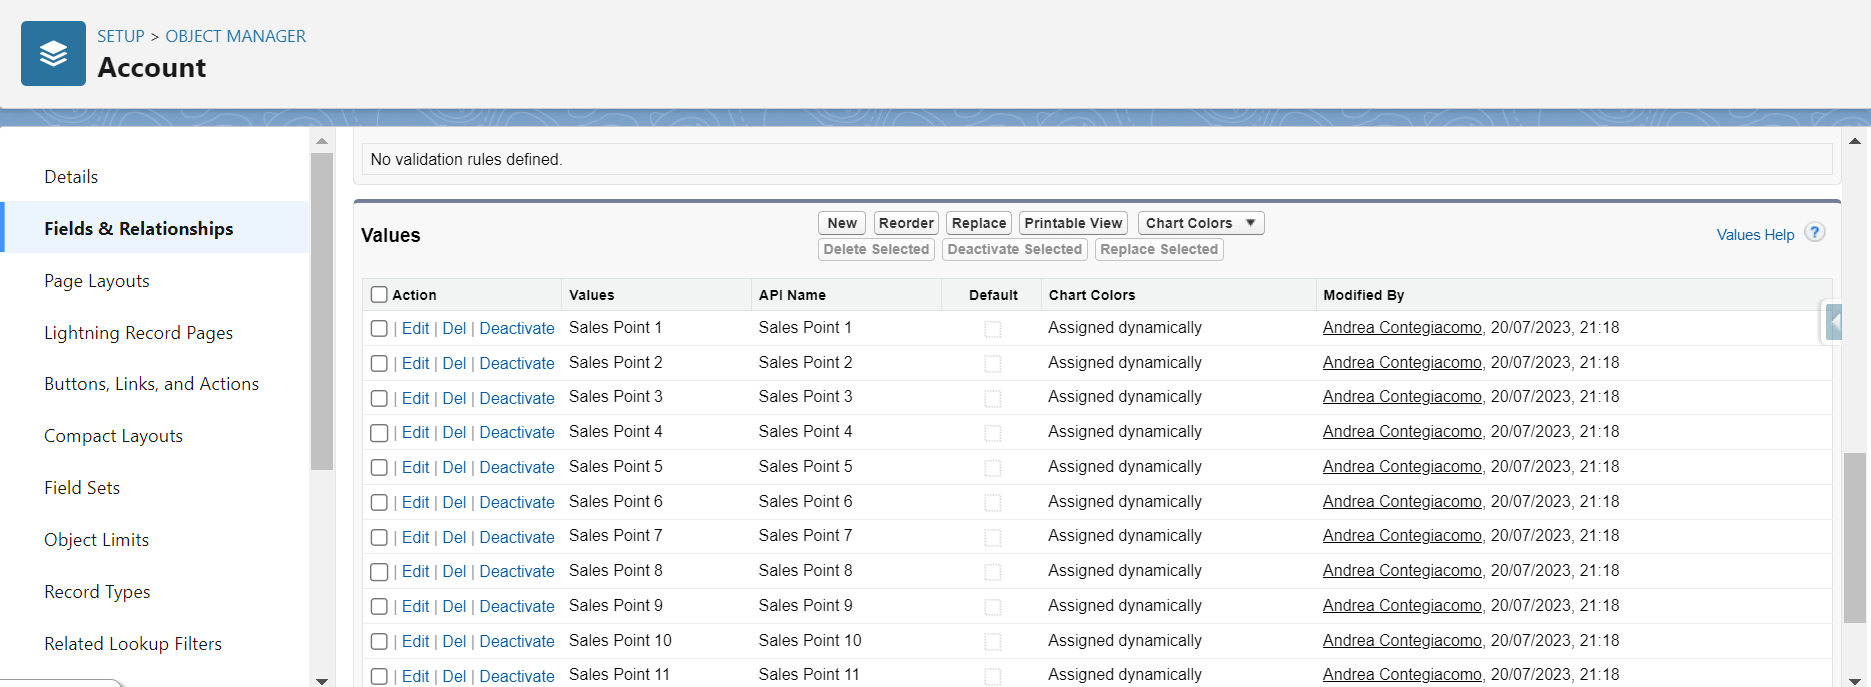 SETUP > OBJECT MANAGER
Account
Details
Fields & Relationships
Page Layouts
Lightning Record Pages
Buttons, Links, and Actions
Compact Layouts
Field Sets
Object Limits
Record Types
Related Lookup Filters
No validation rules defined.
Values
New Reorder Replace Printable View Chart Colors ▼
Delete Selected Deactivate Selected Replace Selected
Values Help ?
Action Values API Name Default Chart Colors Modified By
| Edit | Del | Deactivate Sales Point 1 Sales Point 1 Assigned dynamically Andrea Contegiacomo, 20/07/2023, 21:18
| Edit | Del | Deactivate Sales Point 2 Sales Point 2 Assigned dynamically Andrea Contegiacomo, 20/07/2023, 21:18
| Edit | Del | Deactivate Sales Point 3 Sales Point 3 Assigned dynamically Andrea Contegiacomo, 20/07/2023, 21:18
| Edit | Del | Deactivate Sales Point 4 Sales Point 4 Assigned dynamically Andrea Contegiacomo, 20/07/2023, 21:18
| Edit | Del | Deactivate Sales Point 5 Sales Point 5 Assigned dynamically Andrea Contegiacomo, 20/07/2023, 21:18
| Edit | Del | Deactivate Sales Point 6 Sales Point 6 Assigned dynamically Andrea Contegiacomo, 20/07/2023, 21:18
| Edit | Del | Deactivate Sales Point 7 Sales Point 7 Assigned dynamically Andrea Contegiacomo, 20/07/2023, 21:18
| Edit | Del | Deactivate Sales Point 8 Sales Point 8 Assigned dynamically Andrea Contegiacomo, 20/07/2023, 21:18
| Edit | Del | Deactivate Sales Point 9 Sales Point 9 Assigned dynamically Andrea Contegiacomo, 20/07/2023, 21:18
| Edit | Del | Deactivate Sales Point 10 Sales Point 10 Assigned dynamically Andrea Contegiacomo, 20/07/2023, 21:18
| Edit | Del | Deactivate Sales Point 11 Sales Point 11 Assigned dynamically Andrea Contegiacomo, 20/07/2023, 21:18